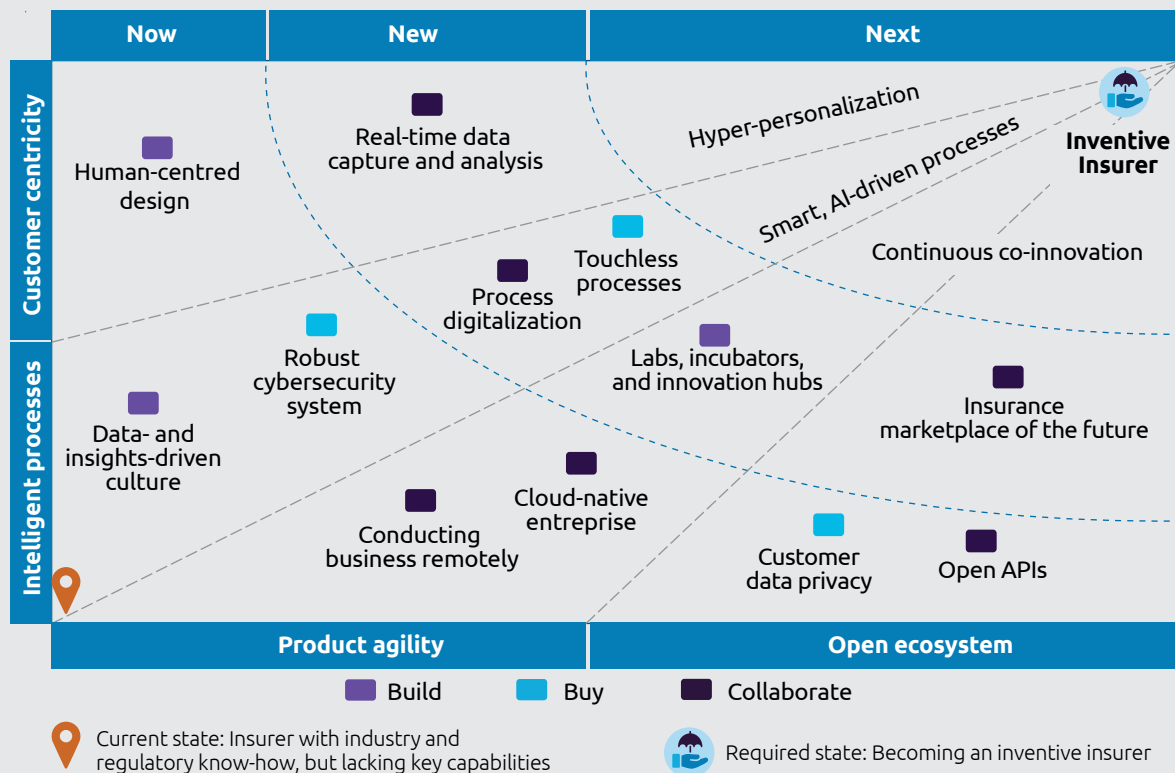 Now
New
Next
Customer centricity
Intelligent processes
Hyper-personalization
Inventive
Insurer
Real-time data
capture and analysis
Human-centred
design
Smart, AI-driven processes
Continuous co-innovation
Touchless
processes
Process
digitalization
Robust
cybersecurity
system
Labs, incubators,
and innovation hubs
Insurance
marketplace of the future
Data- and
insights-driven
culture
Cloud-native
entreprise
Conducting
business remotely
Customer
data privacy
Open APIs
Product agility
Open ecosystem
Build
Buy
Collaborate
Current state: Insurer with industry and
regulatory know-how, but lacking key capabilities
Required state: Becoming an inventive insurer